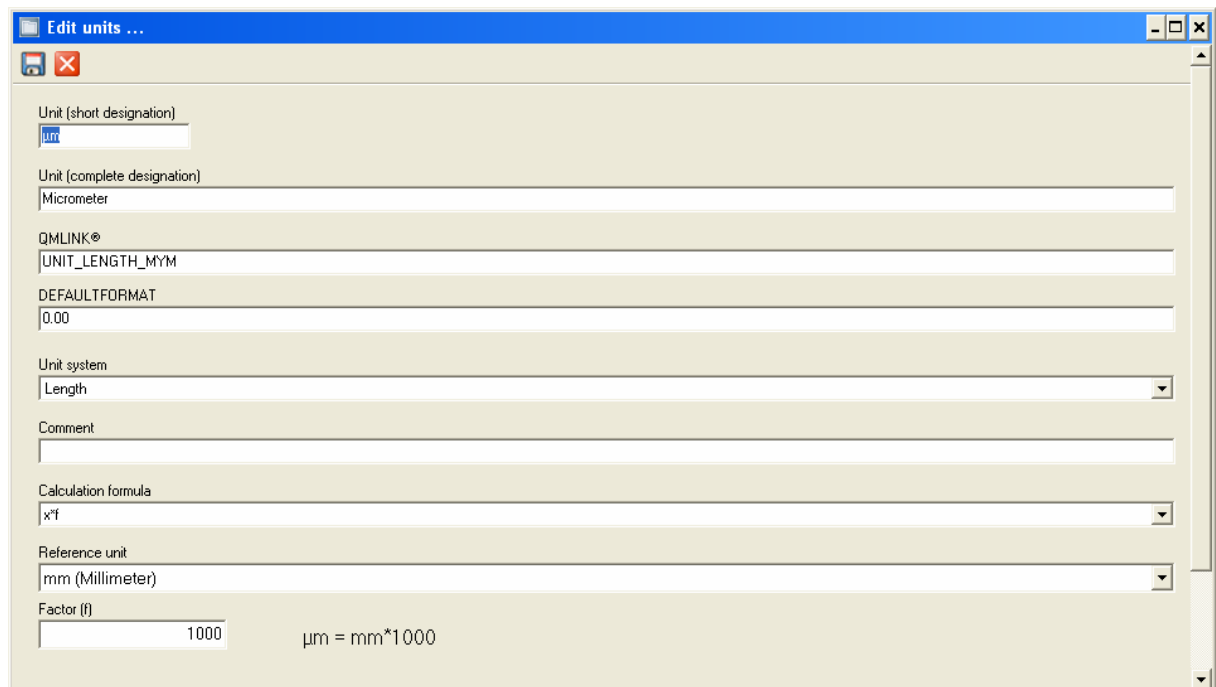 Edit units ...
Unit (short designation)
µm
Unit (complete designation)
Micrometer
QMLINK®
UNIT_LENGTH_MYM
DEFAULTFORMAT
0.00
Unit system
Length
Comment
Calculation formula
x*f
Reference unit
mm (Millimeter)
Factor (f)
1000 µm = mm*1000